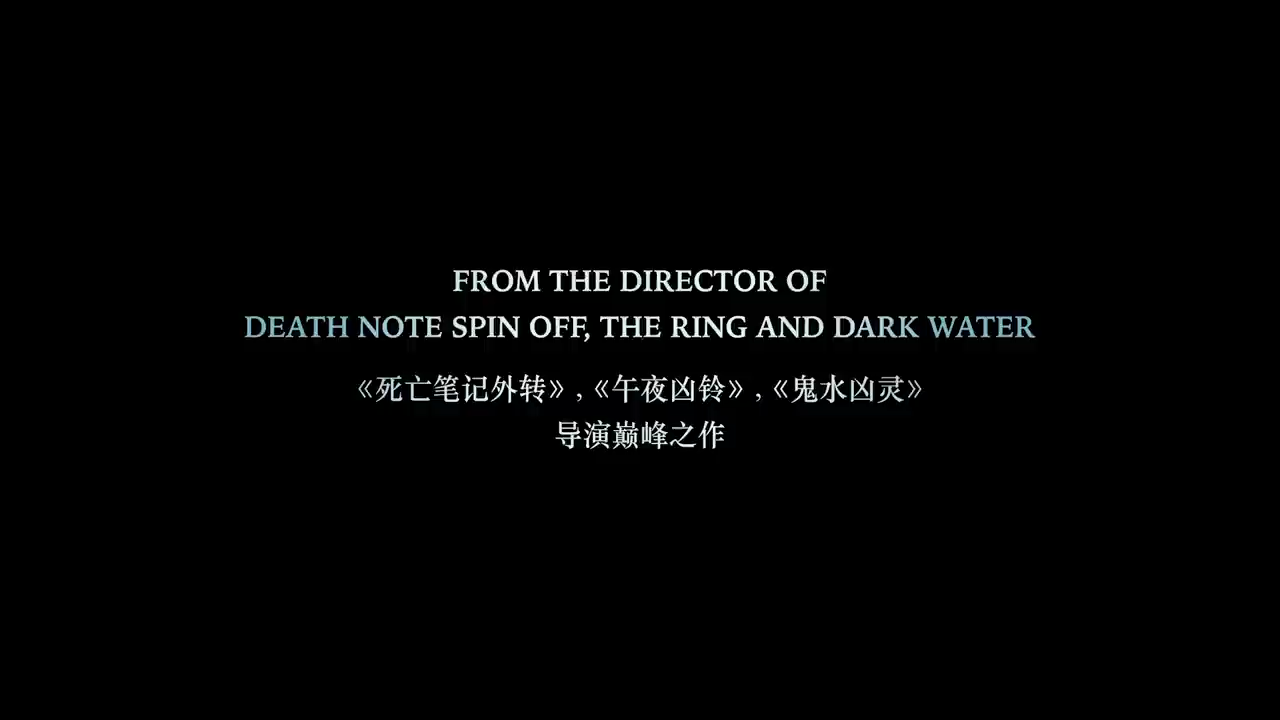 FROM THE DIRECTOR OF
DEATH NOTE SPIN OFF, THE RING AND DARK WATER
《死亡笔记外转》,《午夜凶铃》,《鬼水凶灵》
导演巅峰之作